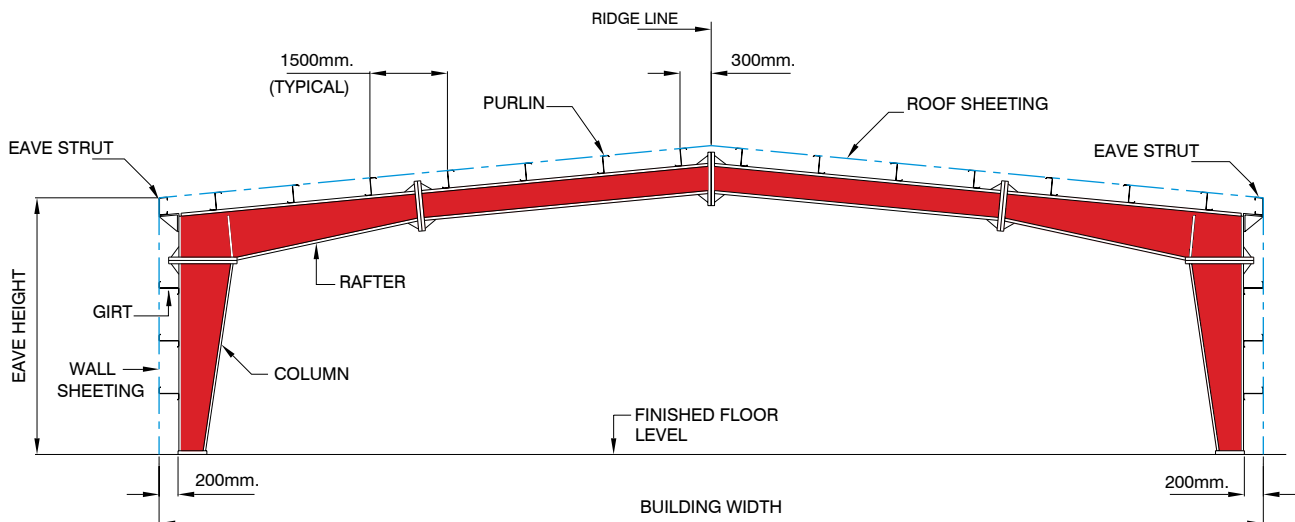 RIDGE LINE
1500mm.
(TYPICAL)
300mm.
PURLIN
ROOF SHEETING
EAVE STRUT
EAVE STRUT
EAVE HEIGHT
RAFTER
GIRT
WALL
SHEETING
COLUMN
FINISHED FLOOR
LEVEL
200mm.
200mm.
BUILDING WIDTH